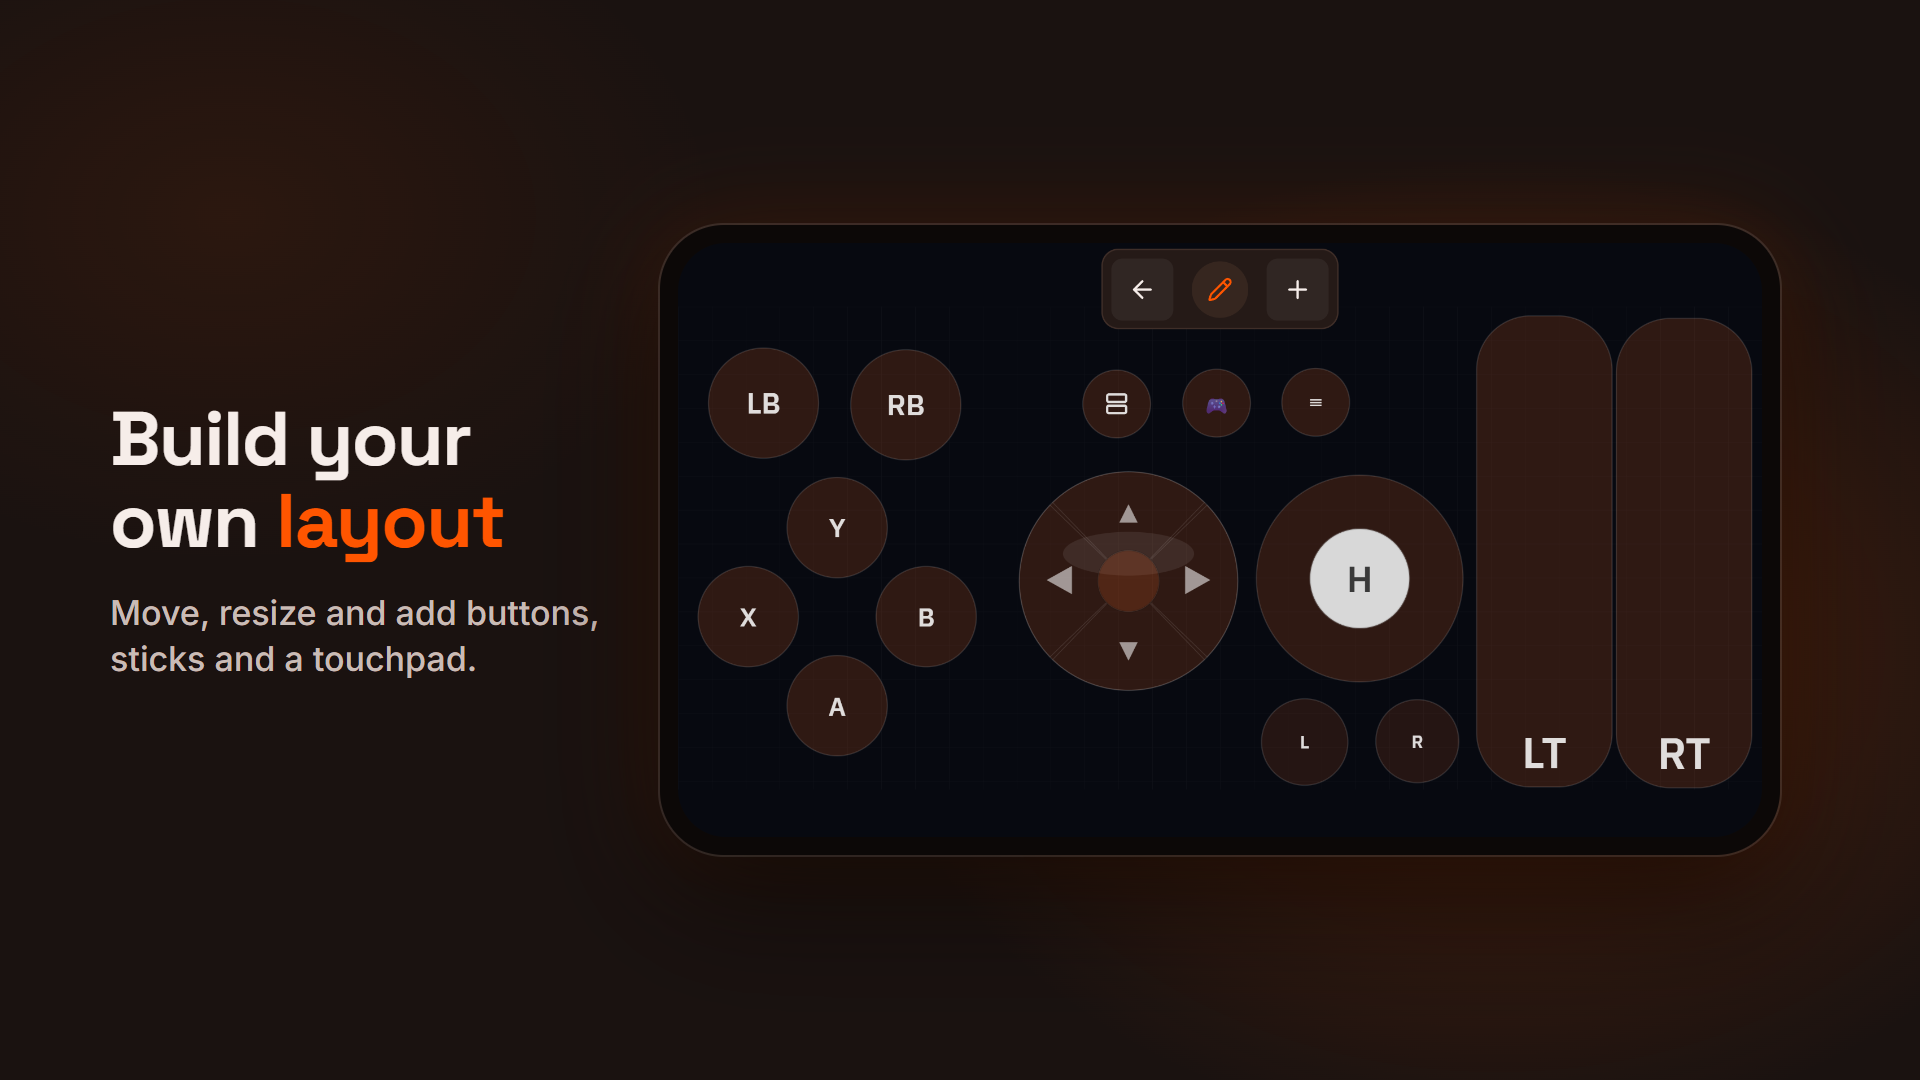 Build your
own layout
Move, resize and add buttons,
sticks and a touchpad.
LB
RB
Y
X
B
A
H
L
R
LT
RT